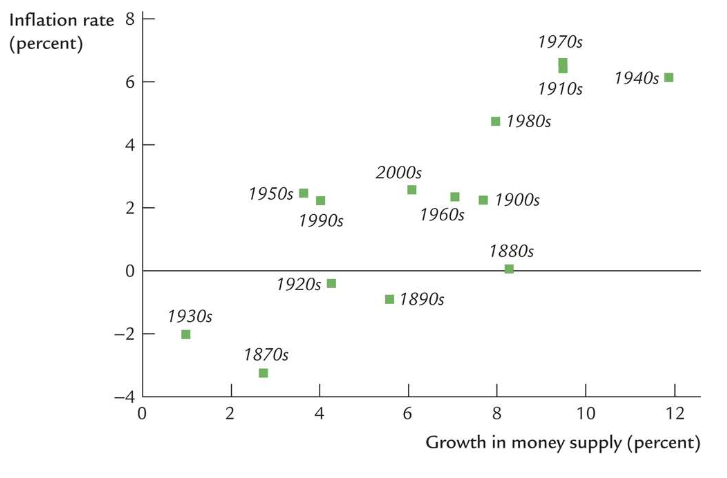 Inflation rate
(percent)
8
6
4
2
0
−2
−4
1970s
1910s
1940s
1980s
2000s
1950s
1990s
1960s
1900s
1880s
1920s
1890s
1930s
1870s
0
2
4
6
8
10
12
Growth in money supply (percent)